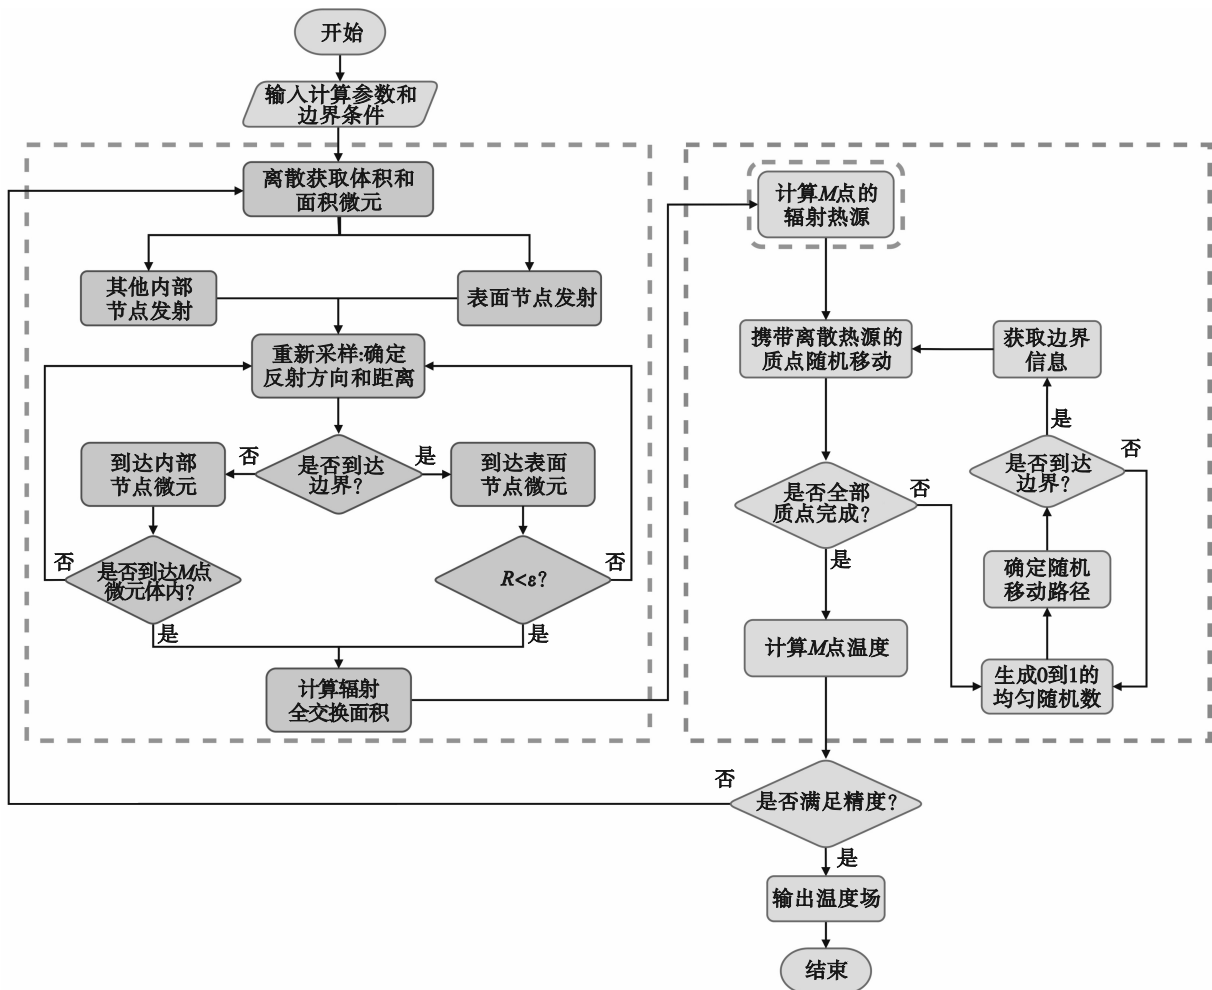 开始
输入计算参数和
边界条件
离散获取体积和
面积微元
其他内部
节点发射
表面节点发射
重新采样:确定
反射方向和距离
是否到达
边界?
否
是
到达内部
节点微元
到达表面
节点微元
是否到达M点
微元体内?
否
是
R<ε?
否
是
计算辐射
全交换面积
计算M点的
辐射热源
携带离散热源的
质点随机移动
获取边界
信息
是否全部
质点完成?
否
是
是否到达
边界?
是
否
确定随机
移动路径
生成0到1的
均匀随机数
计算M点温度
是否满足精度?
否
是
输出温度场
结束